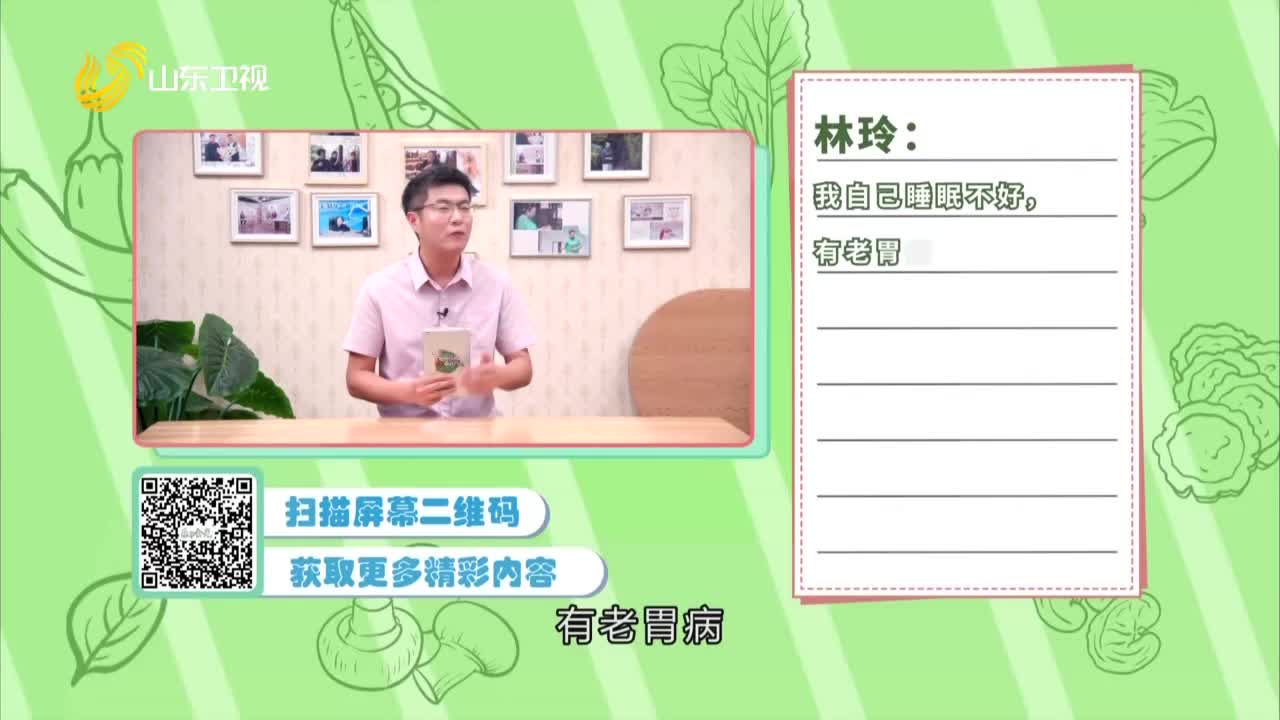 山东卫视
林玲：
我自己睡眠不好，
有老胃
扫描屏幕二维码
获取更多精彩内容
有老胃病